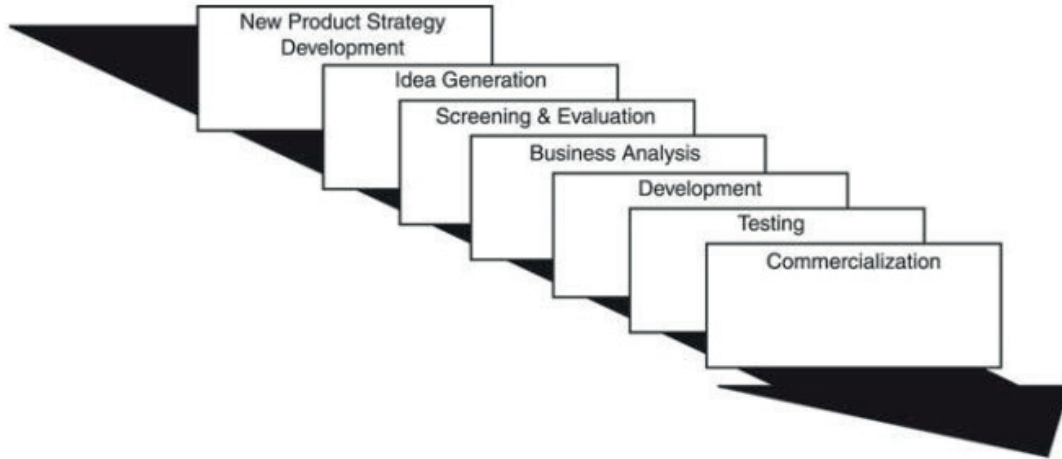 New Product Strategy
Development
Idea Generation
Screening & Evaluation
Business Analysis
Development
Testing
Commercialization